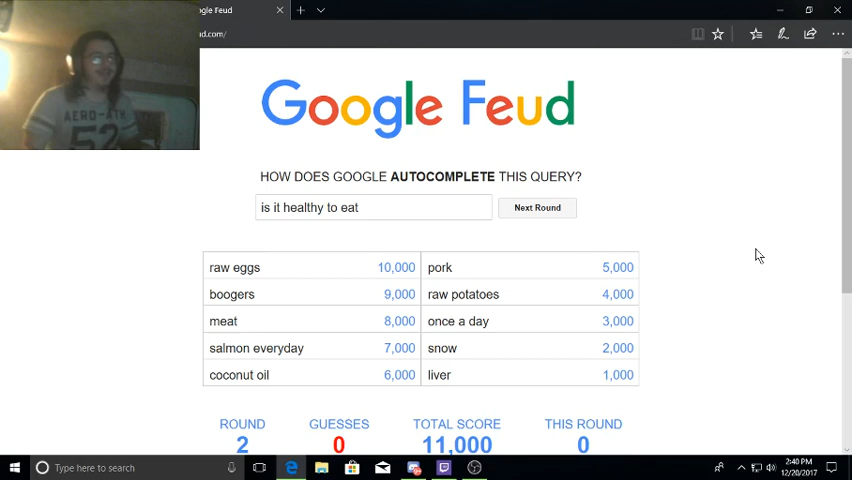 gle Feud
ud.com/
AERO-
52
Google Feud
HOW DOES GOOGLE AUTOCOMPLETE THIS QUERY?
is it healthy to eat
Next Round
raw eggs 10,000 pork 5,000
boogers 9,000 raw potatoes 4,000
meat 8,000 once a day 3,000
salmon everyday 7,000 snow 2,000
coconut oil 6,000 liver 1,000
ROUND GUESSES TOTAL SCORE THIS ROUND
2 0 11,000 0
Type here to search
2:40 PM
12/20/2017